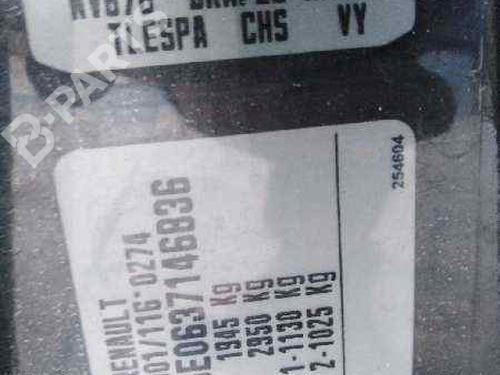 TLESPA CHS VY
RENAULT
01/116*0274
6E0637146836
1945 Kg
2950 Kg
1-1130 Kg
2-1025 Kg
254604
B-PARTS